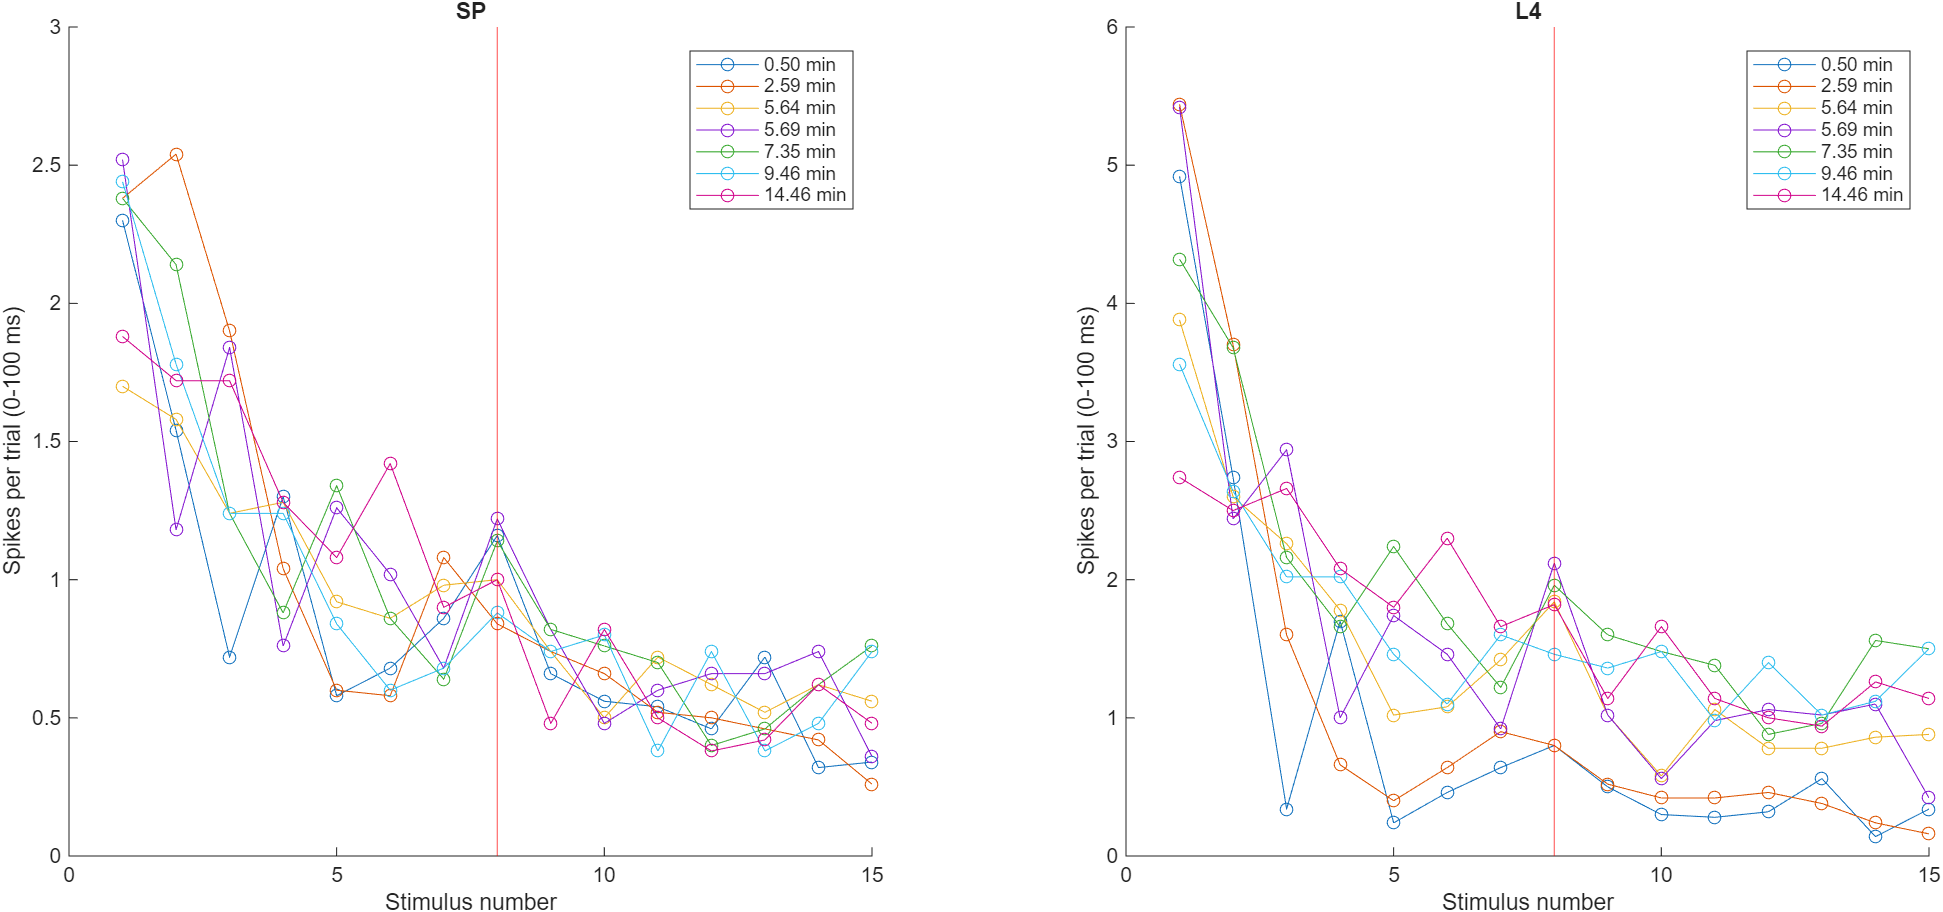 SP
3
2.5
2
1.5
1
0.5
0
0
5
10
15
Spikes per trial (0-100 ms)
Stimulus number
0.50 min
2.59 min
5.64 min
5.69 min
7.35 min
9.46 min
14.46 min
L4
6
5
4
3
2
1
0
0
5
10
15
Spikes per trial (0-100 ms)
Stimulus number
0.50 min
2.59 min
5.64 min
5.69 min
7.35 min
9.46 min
14.46 min